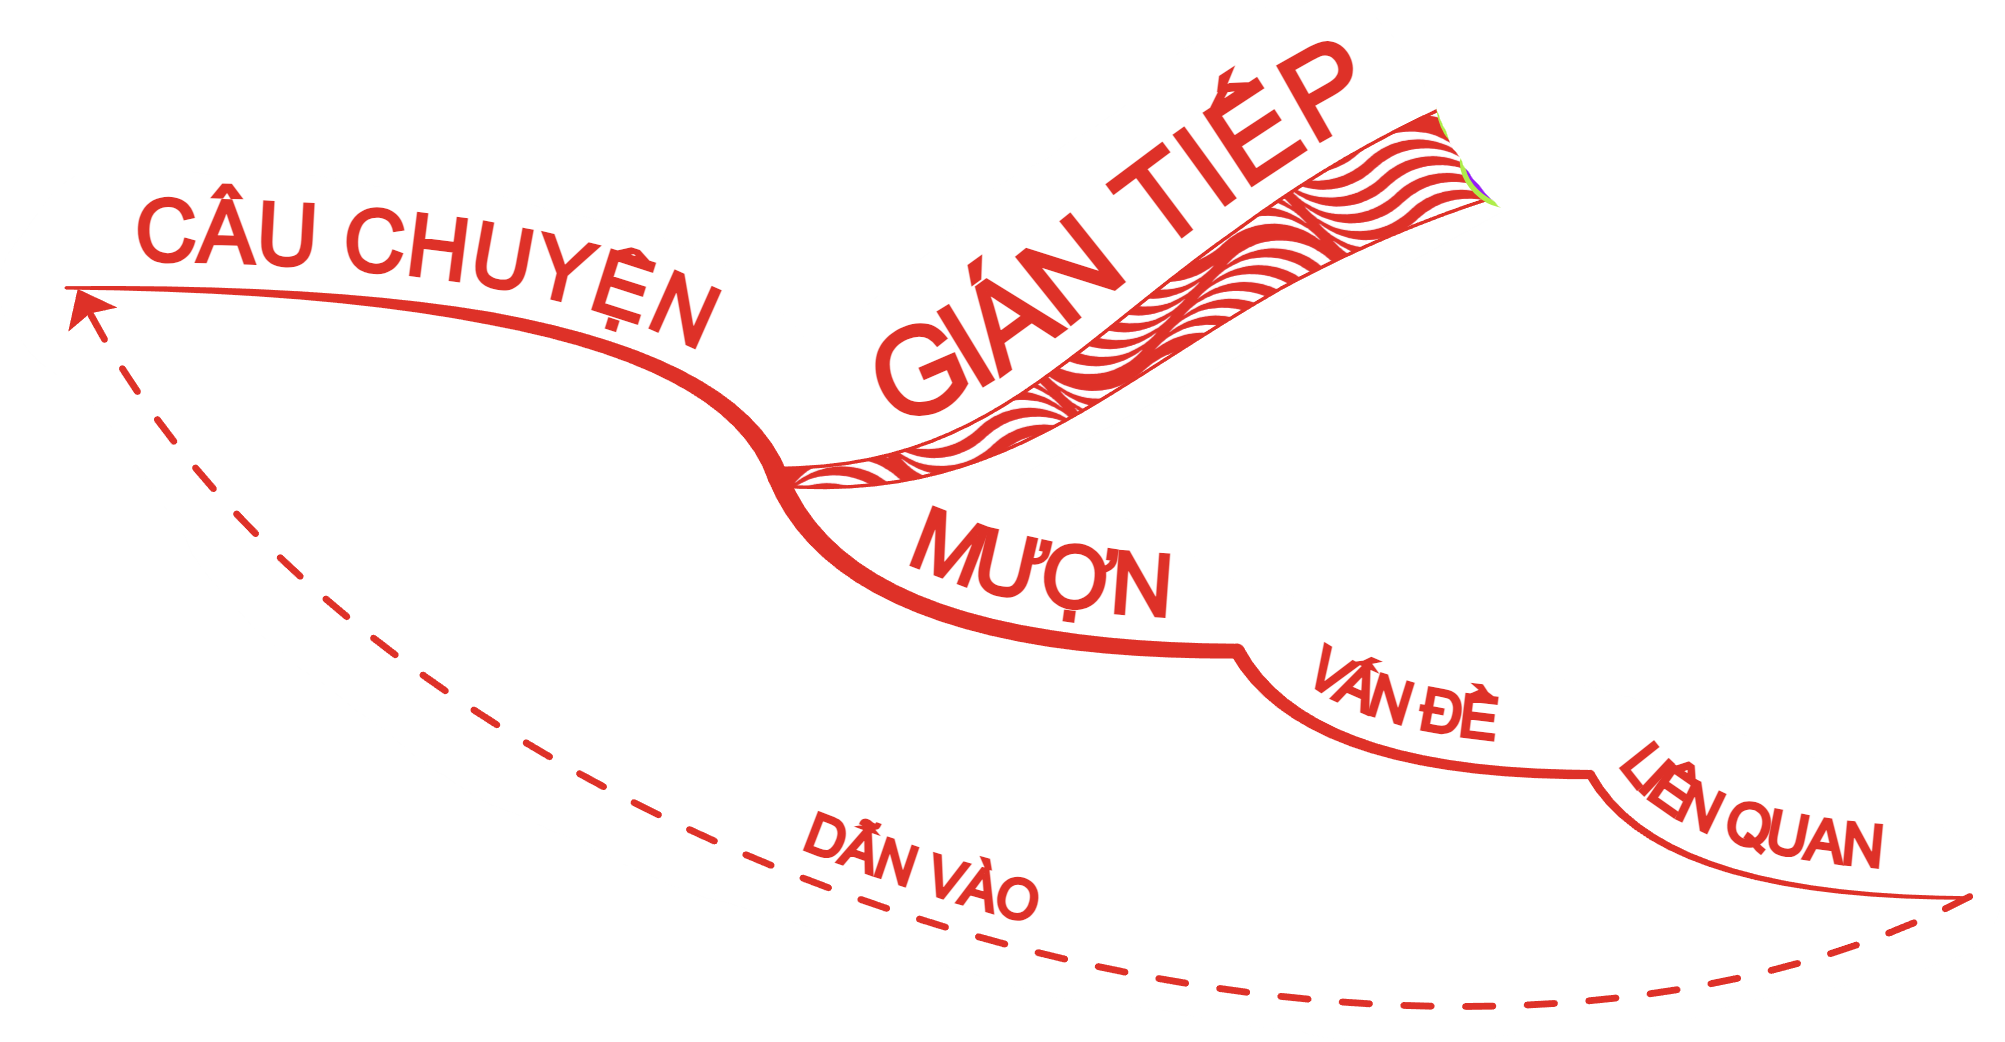 GIÁN TIẾP
CÂU CHUYỆN
MƯỢN
VẤN ĐỀ
LIÊN QUAN
DẪN VÀO